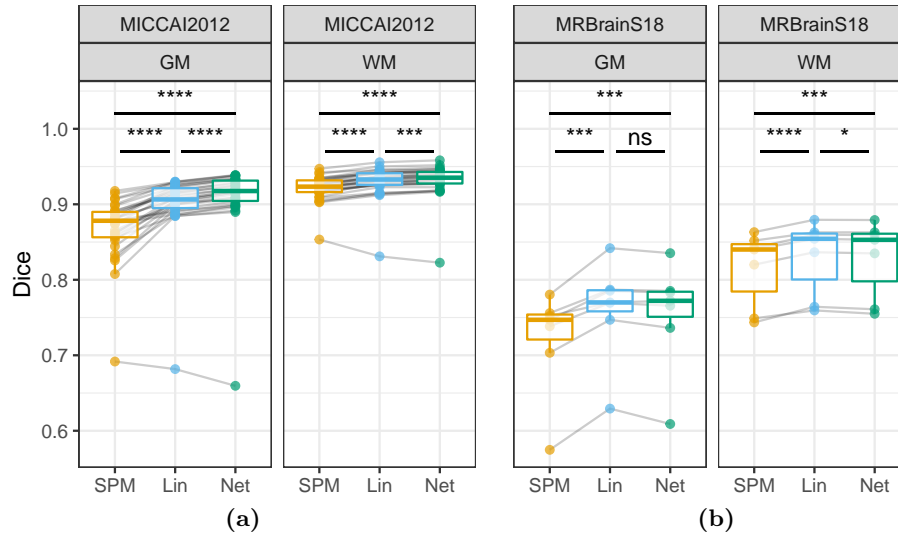 MICCAI2012 MICCAI2012 MRBrainS18 MRBrainS18
GM WM GM WM
**** **** *** ***
**** **** **** *** *** ns **** *
1.0
0.9
0.8
0.7
0.6
Dice
SPM Lin Net SPM Lin Net SPM Lin Net SPM Lin Net
(a) (b)